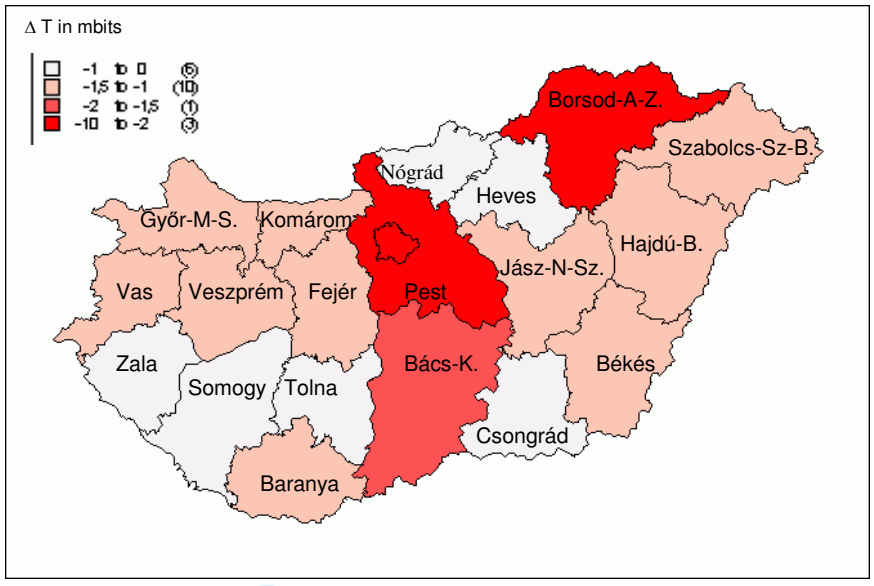 Δ T in mbits
-1 to 0 (6)
-1,5 to -1 (10)
-2 to -1,5 (1)
-10 to -2 (3)
Borsod-A-Z.
Szabolcs-Sz-B.
Nógrád
Heves
Győr-M-S.
Komárom
Hajdú-B.
Jász-N-Sz.
Vas
Veszprém
Fejér
Pest
Zala
Somogy
Tolna
Bács-K.
Békés
Csongrád
Baranya